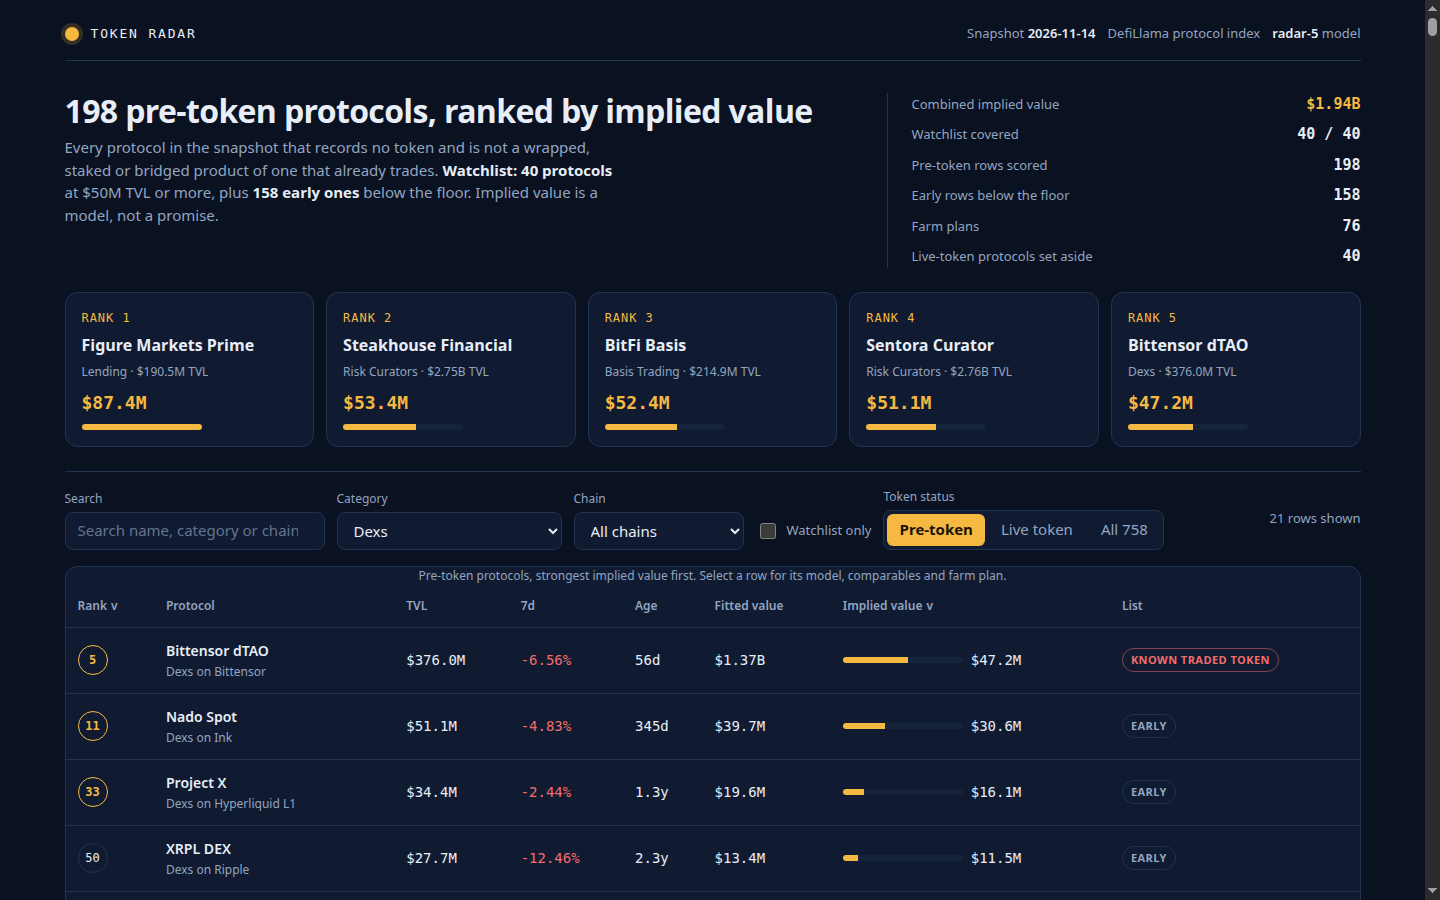 TOKEN RADAR
Snapshot 2026-11-14 DefiLlama protocol index radar-5 model
198 pre-token protocols, ranked by implied value
Every protocol in the snapshot that records no token and is not a wrapped,
staked or bridged product of one that already trades. Watchlist: 40 protocols
at $50M TVL or more, plus 158 early ones below the floor. Implied value is a
model, not a promise.
Combined implied value $1.94B
Watchlist covered 40 / 40
Pre-token rows scored 198
Early rows below the floor 158
Farm plans 76
Live-token protocols set aside 40
RANK 1
Figure Markets Prime
Lending · $190.5M TVL
$87.4M
RANK 2
Steakhouse Financial
Risk Curators · $2.75B TVL
$53.4M
RANK 3
BitFi Basis
Basis Trading · $214.9M TVL
$52.4M
RANK 4
Sentora Curator
Risk Curators · $2.76B TVL
$51.1M
RANK 5
Bittensor dTAO
Dexs · $376.0M TVL
$47.2M
Search
Search name, category or chain
Category
Dexs
Chain
All chains
Watchlist only
Token status
Pre-token Live token All 758
21 rows shown
Pre-token protocols, strongest implied value first. Select a row for its model, comparables and farm plan.
Rank v Protocol TVL 7d Age Fitted value Implied value v List
5 Bittensor dTAO $376.0M -6.56% 56d $1.37B $47.2M KNOWN TRADED TOKEN
Dexs on Bittensor
11 Nado Spot $51.1M -4.83% 345d $39.7M $30.6M EARLY
Dexs on Ink
33 Project X $34.4M -2.44% 1.3y $19.6M $16.1M EARLY
Dexs on Hyperliquid L1
50 XRPL DEX $27.7M -12.46% 2.3y $13.4M $11.5M EARLY
Dexs on Ripple